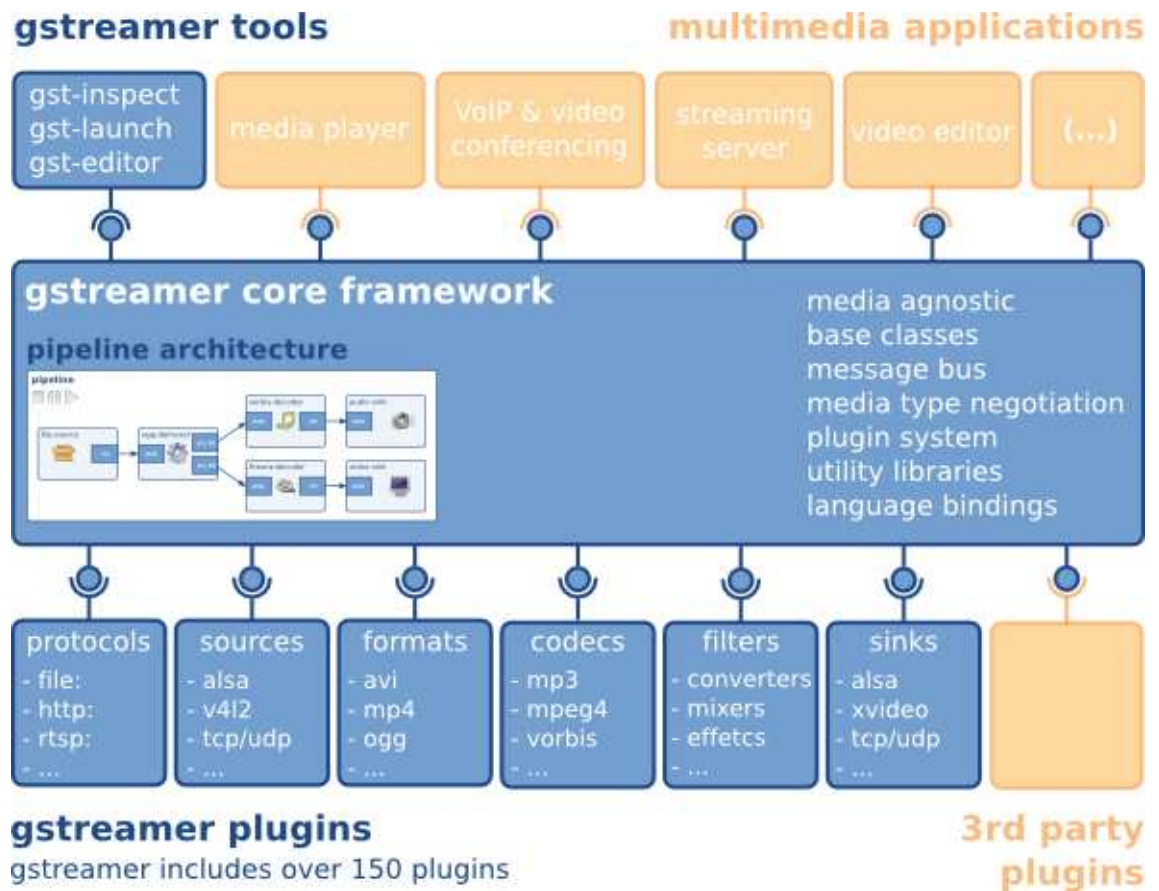 gstreamer tools
multimedia applications
gst-inspect
gst-launch
gst-editor
media player
VoIP & video
conferencing
streaming
server
video editor
(...)
gstreamer core framework
pipeline architecture
pipeline
media agnostic
base classes
message bus
media type negotiation
plugin system
utility libraries
language bindings
protocols
- file:
- http:
- rtsp:
- ...
sources
- alsa
- v4l2
- tcp/udp
- ...
formats
- avi
- mp4
- ogg
- ...
codecs
- mp3
- mpeg4
- vorbis
- ...
filters
- converters
- mixers
- effetcs
- ...
sinks
- alsa
- xvideo
- tcp/udp
- ...
gstreamer plugins
gstreamer includes over 150 plugins
3rd party
plugins